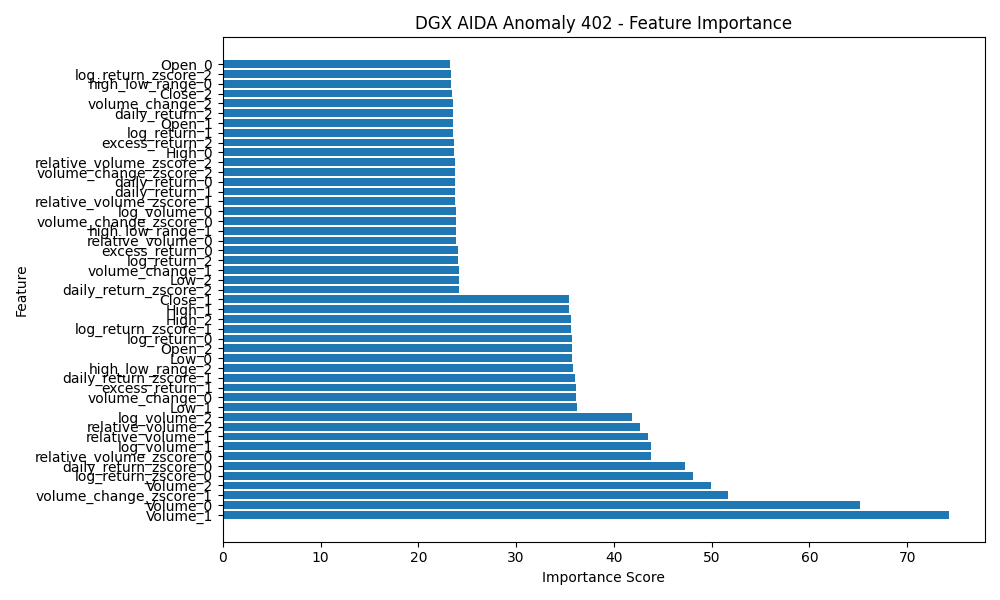 DGX AIDA Anomaly 402 - Feature Importance
Open_0
log_return_zscore_2
high_low_range_0
Close_2
volume_change_2
daily_return_2
Open_1
log_return_1
excess_return_2
High_0
relative_volume_zscore_2
volume_change_zscore_2
daily_return_0
daily_return_1
relative_volume_zscore_1
log_volume_0
volume_change_zscore_0
high_low_range_1
relative_volume_0
excess_return_0
log_return_2
volume_change_1
Low_2
daily_return_zscore_2
Close_1
High_1
High_2
log_return_zscore_1
log_return_0
Open_2
Low_0
high_low_range_2
daily_return_zscore_1
excess_return_1
volume_change_0
Low_1
log_volume_2
relative_volume_2
relative_volume_1
log_volume_1
relative_volume_zscore_0
daily_return_zscore_0
log_return_zscore_0
Volume_2
volume_change_zscore_1
Volume_0
Volume_1
Feature
0 10 20 30 40 50 60 70
Importance Score